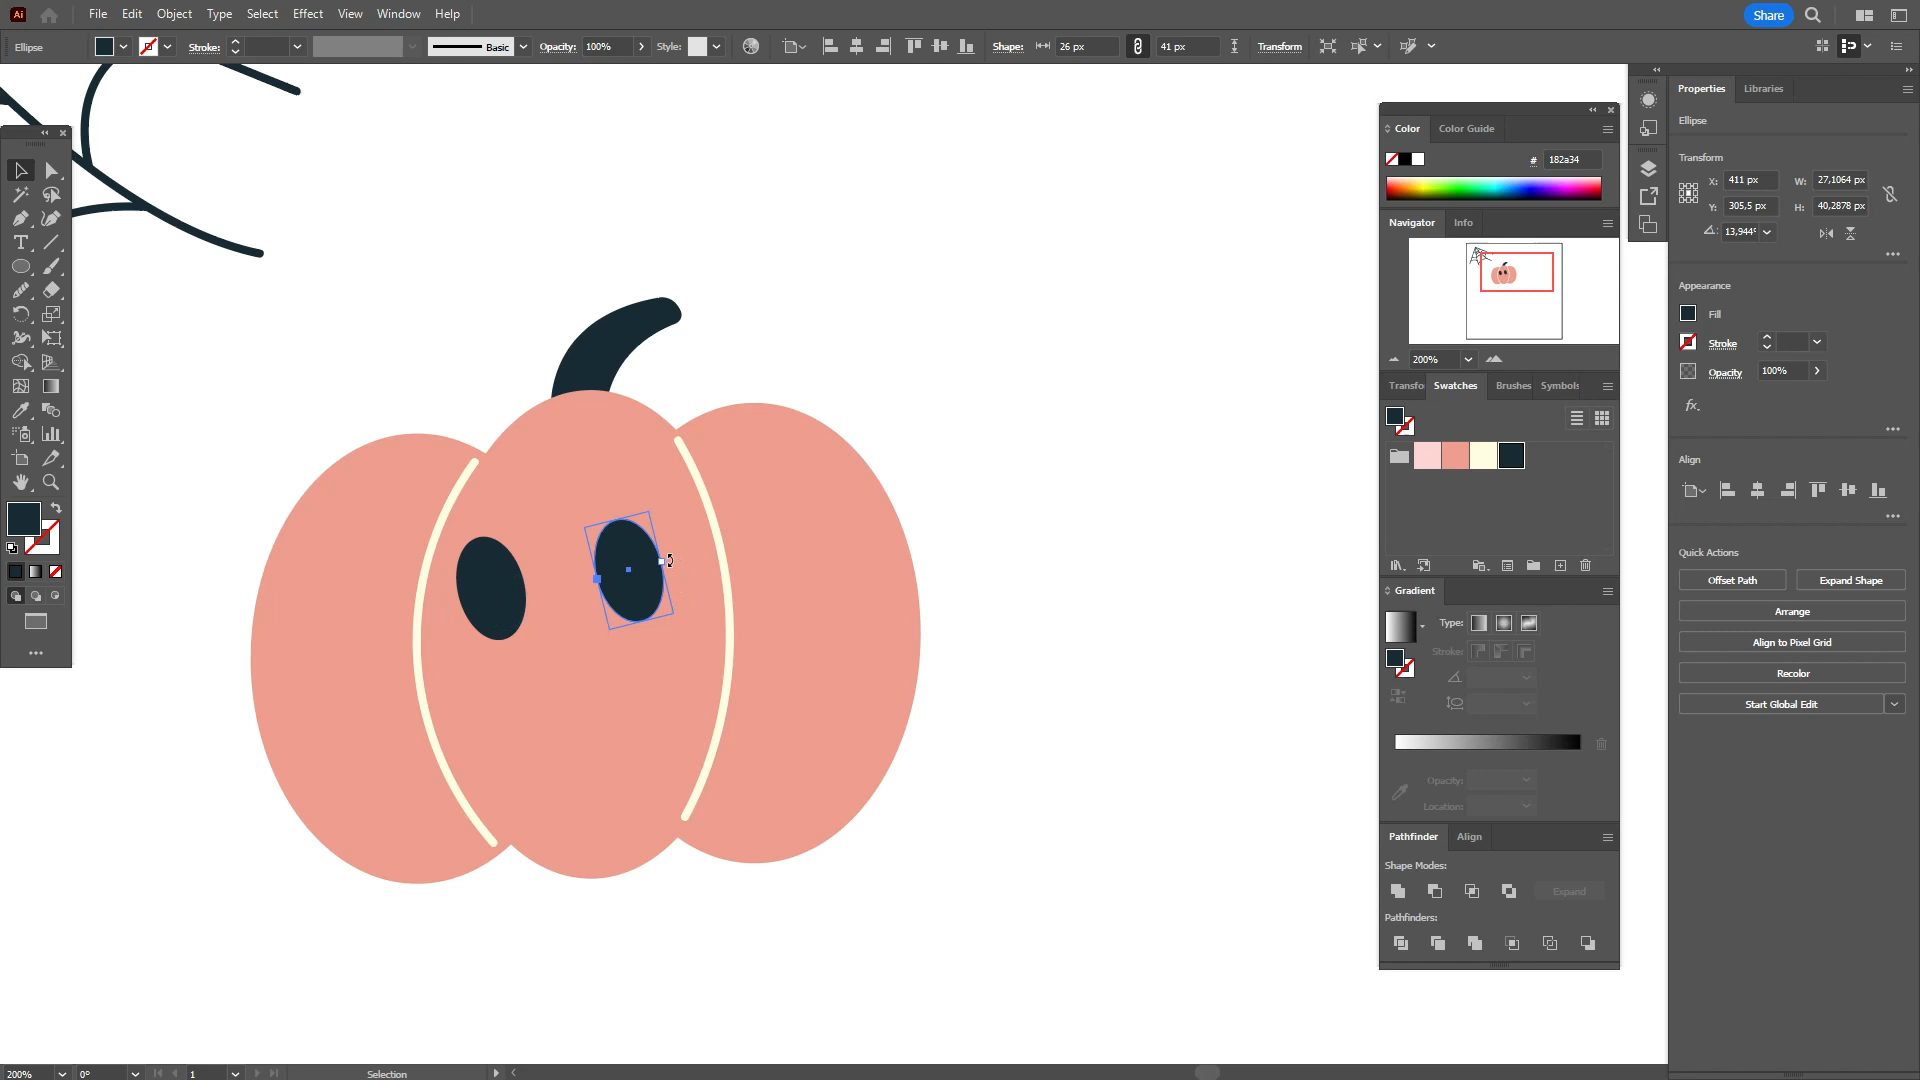 Ai File Edit Object Type Select Effect View Window Help Share
Ellipse Stroke: Basic Opacity: 100% Style: Shape: 26 px 41 px Transform
Properties Libraries
Ellipse
Transform
X: 411 px W: 27,1064 px
Y: 305,5 px H: 40,2878 px
13,944°
Appearance
Fill
Stroke
Opacity 100%
fx.
Align
Quick Actions
Offset Path Expand Shape
Arrange
Align to Pixel Grid
Recolor
Start Global Edit
Color Color Guide
# 182a34
Navigator Info
200%
Transfo Swatches Brushes Symbols
Gradient
Type:
Stroke:
Opacity:
Location:
Pathfinder Align
Shape Modes:
Expand
Pathfinders:
200% 0° 1 Selection